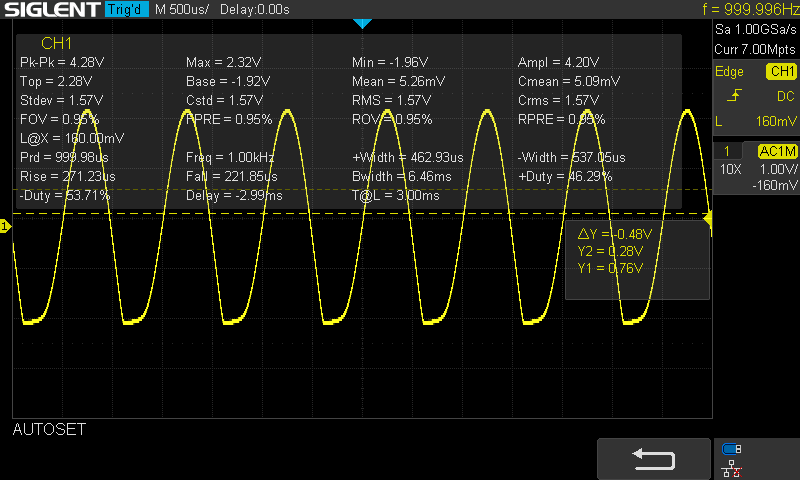 SIGLENT Trig'd M 500us/ Delay:0.00s f = 999.996Hz
Sa 1.00GSa/s
Curr 7.00Mpts
Edge CH1
DC
L 160mV
1 AC1M
10X 1.00V/
-160mV
CH1
Pk-Pk = 4.28V Max = 2.32V Min = -1.96V Ampl = 4.20V
Top = 2.28V Base = -1.92V Mean = 5.26mV Cmean = 5.09mV
Stdev = 1.57V Cstd = 1.57V RMS = 1.57V Crms = 1.57V
FOV = 0.95% FPRE = 0.95% ROV = 0.95% RPRE = 0.95%
L@X = 160.00mV
Prd = 999.98us Freq = 1.00kHz +Width = 462.93us -Width = 537.05us
Rise = 271.23us Fall = 221.85us Bwidth = 6.46ms +Duty = 46.29%
-Duty = 53.71% Delay = -2.99ms T@L = 3.00ms
1
△Y = -0.48V
Y2 = 0.28V
Y1 = 0.76V
AUTOSET